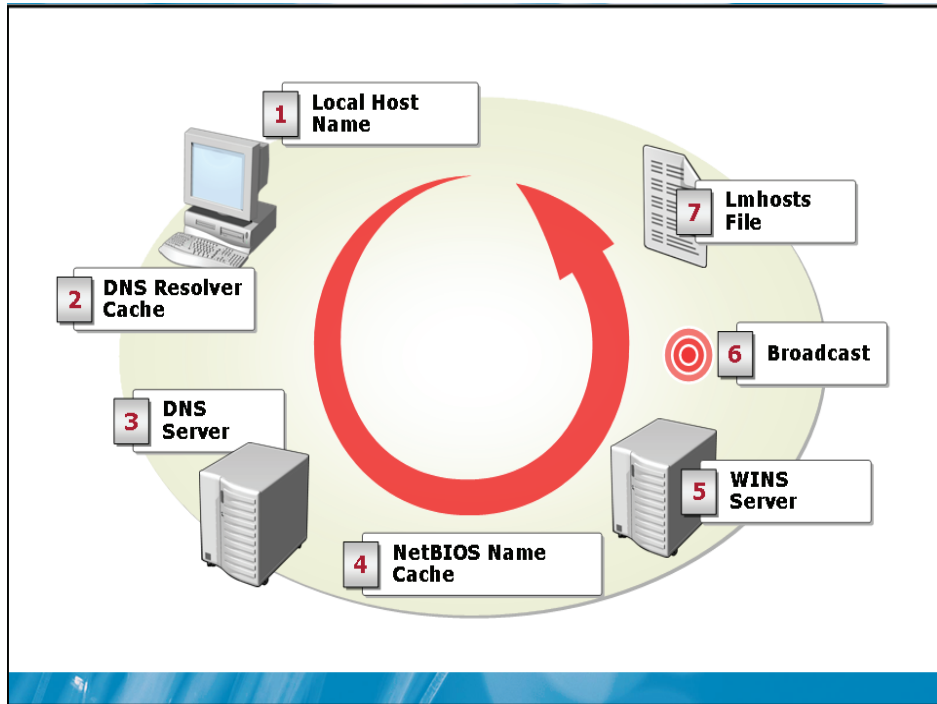 1
Local Host
Name
2
DNS Resolver
Cache
3
DNS
Server
4
NetBIOS Name
Cache
5
WINS
Server
6
Broadcast
7
Lmhosts
File